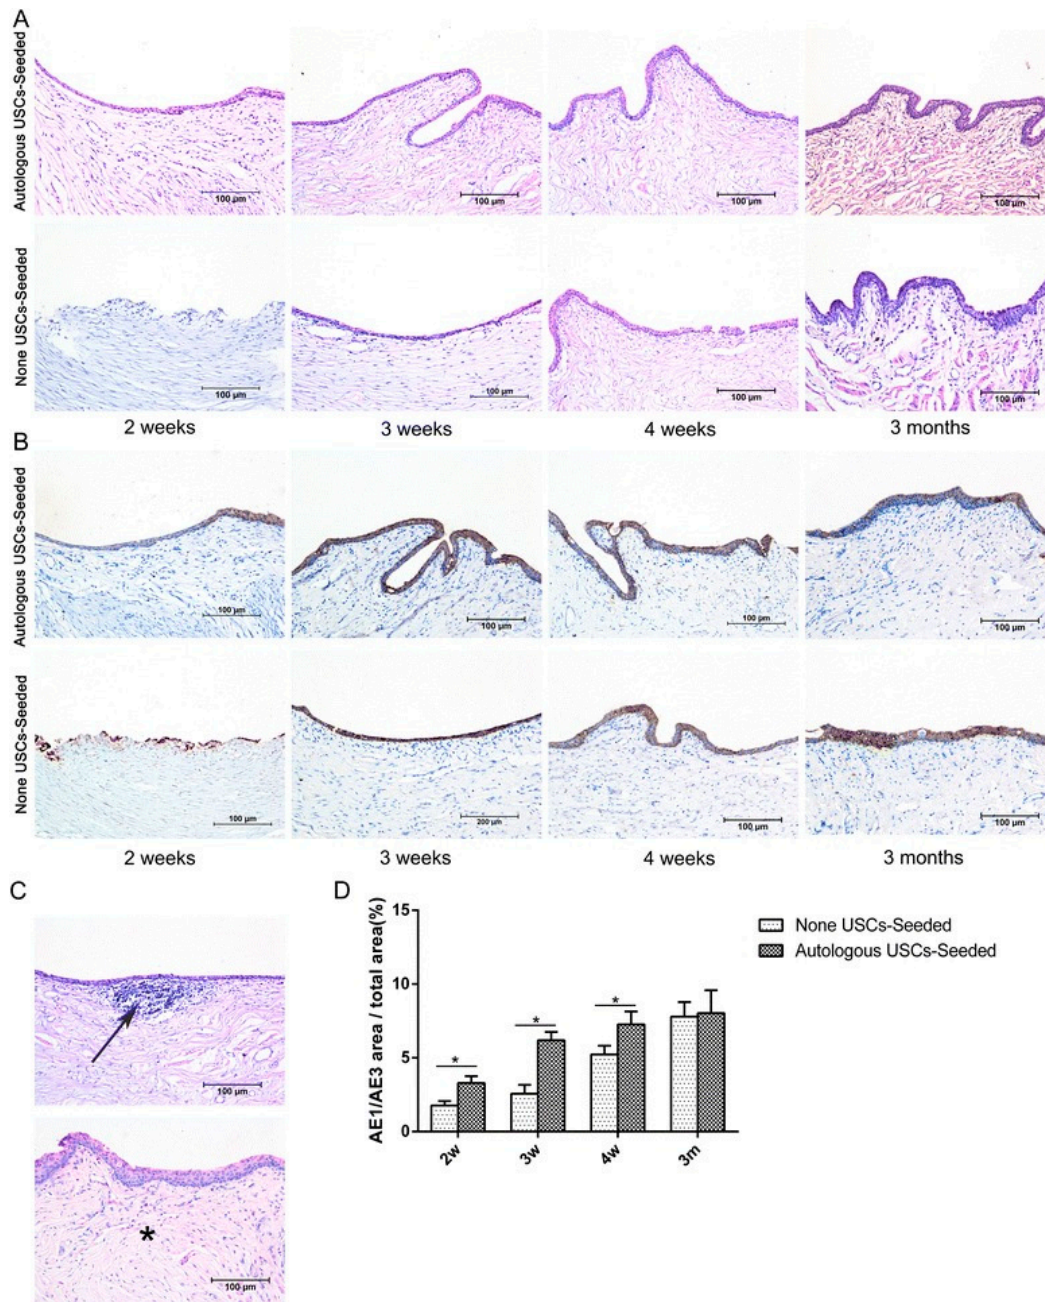 A
Autologous USCs-Seeded
100 µm
100 µm
100 µm
100 µm
None USCs-Seeded
100 µm
100 µm
100 µm
100 µm
2 weeks
3 weeks
4 weeks
3 months
B
Autologous USCs-Seeded
100 µm
100 µm
100 µm
100 µm
None USCs-Seeded
100 µm
200 µm
100 µm
100 µm
2 weeks
3 weeks
4 weeks
3 months
C
100 µm
*
100 µm
D
AE1/AE3 area / total area(%)
15
10
5
0
*
*
*
2w
3w
4w
3m
None USCs-Seeded
Autologous USCs-Seeded